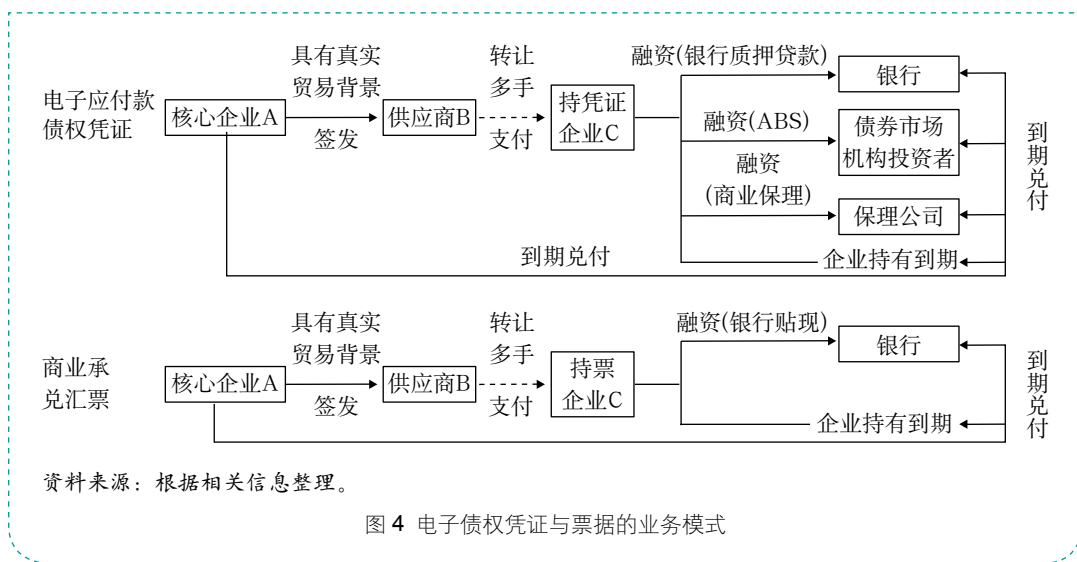 电子应付款
债权凭证
核心企业A
具有真实
贸易背景
签发
供应商B
转让
多手
支付
持凭证
企业C
融资(银行质押贷款)
银行
融资(ABS)
债券市场
机构投资者
融资
(商业保理)
保理公司
企业持有到期
到期兑付
到期兑付
商业承
兑汇票
核心企业A
具有真实
贸易背景
签发
供应商B
转让
多手
支付
持票
企业C
融资(银行贴现)
银行
企业持有到期
到期兑付
资料来源：根据相关信息整理。
图 4 电子债权凭证与票据的业务模式